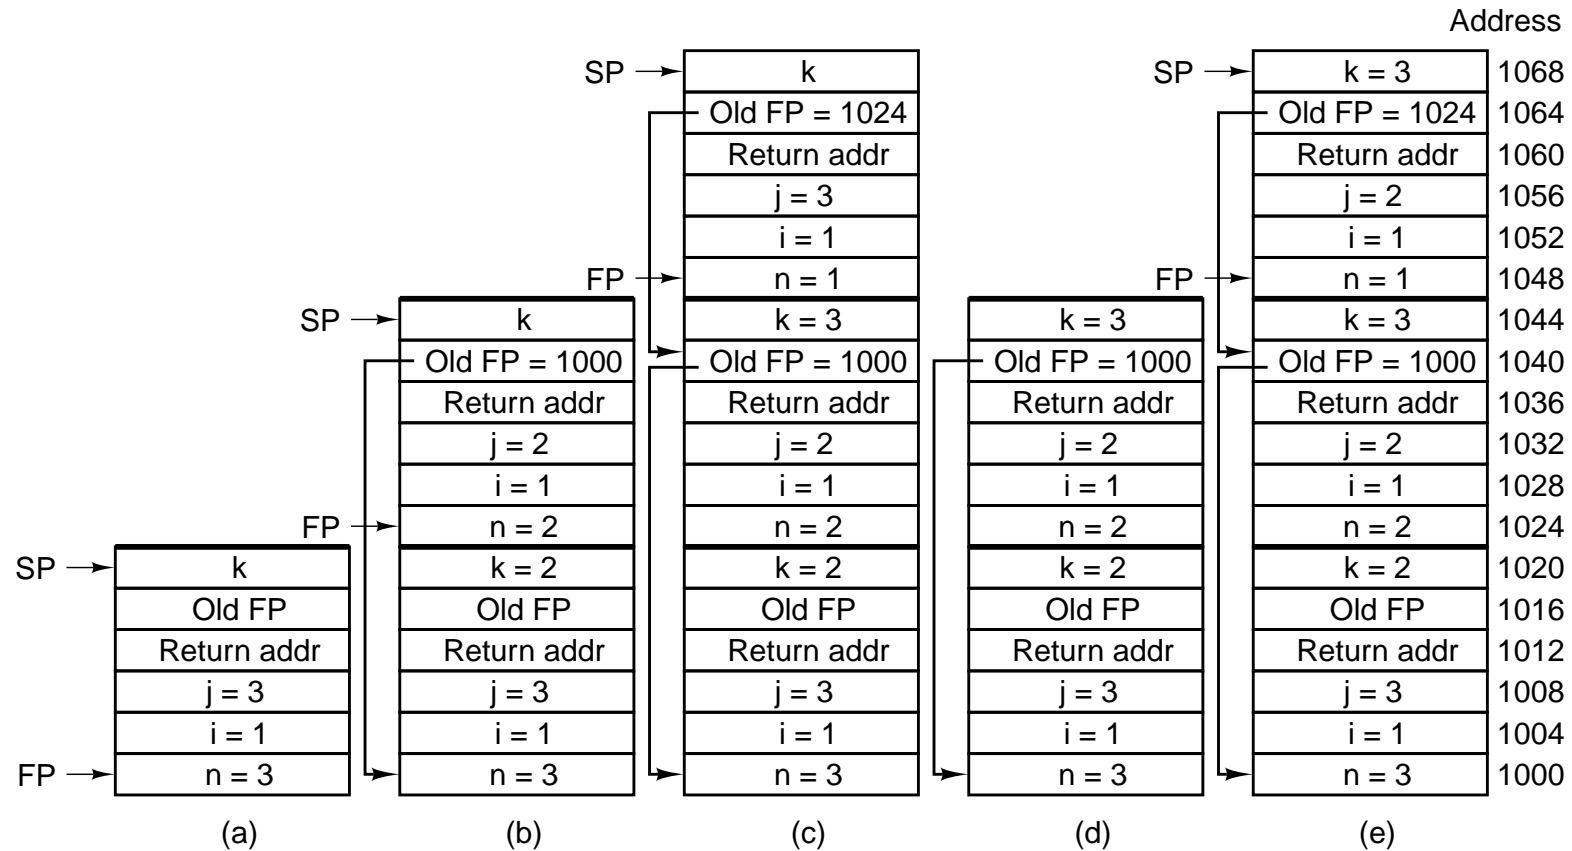 Address
SP k SP k = 3 1068
Old FP = 1024 Old FP = 1024 1064
Return addr Return addr 1060
j = 3 j = 2 1056
i = 1 i = 1 1052
FP n = 1 FP n = 1 1048
SP k k = 3 k = 3 k = 3 1044
Old FP = 1000 Old FP = 1000 Old FP = 1000 Old FP = 1000 1040
Return addr Return addr Return addr Return addr 1036
j = 2 j = 2 j = 2 j = 2 1032
i = 1 i = 1 i = 1 i = 1 1028
FP n = 2 n = 2 n = 2 n = 2 1024
SP k k = 2 k = 2 k = 2 k = 2 1020
Old FP Old FP Old FP Old FP Old FP 1016
Return addr Return addr Return addr Return addr Return addr 1012
j = 3 j = 3 j = 3 j = 3 j = 3 1008
i = 1 i = 1 i = 1 i = 1 i = 1 1004
FP n = 3 n = 3 n = 3 n = 3 n = 3 1000
(a) (b) (c) (d) (e)